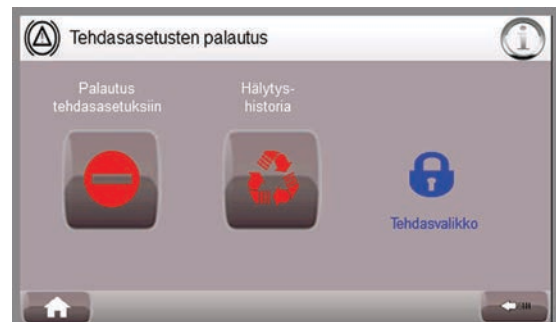 Tehdasasetusten palautus
Palautus
tehdasasetuksiin
Hälytys-
historia
Tehdasvalikko